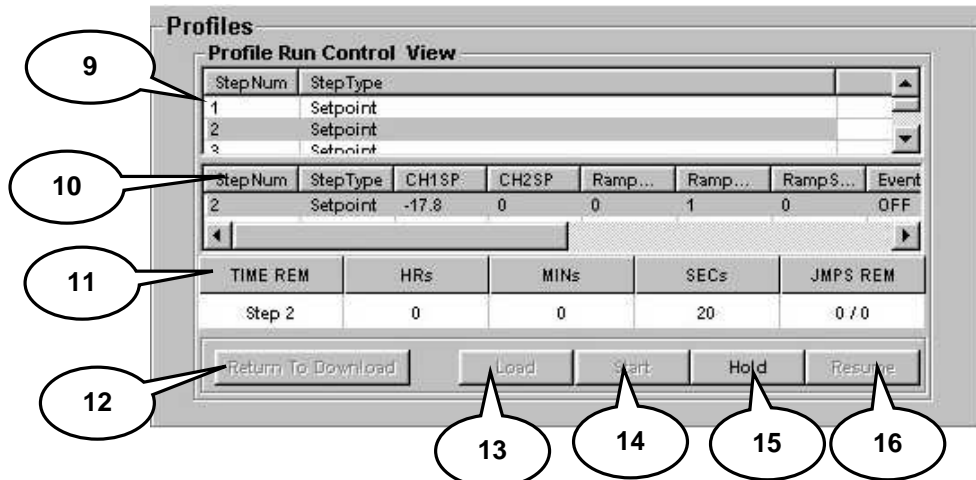 Profiles
Profile Run Control View
9
StepNum StepType
1 Setpoint
2 Setpoint
3 Setpoint
10
StepNum StepType CH1SP CH2SP Ramp... Ramp... RampS... Event
2 Setpoint -17.8 0 0 1 0 OFF
11
TIME REM HRs MINs SECs JMPS REM
Step 2 0 0 20 0 / 0
Return To Download Load Start Hold Resume
12
13
14
15
16